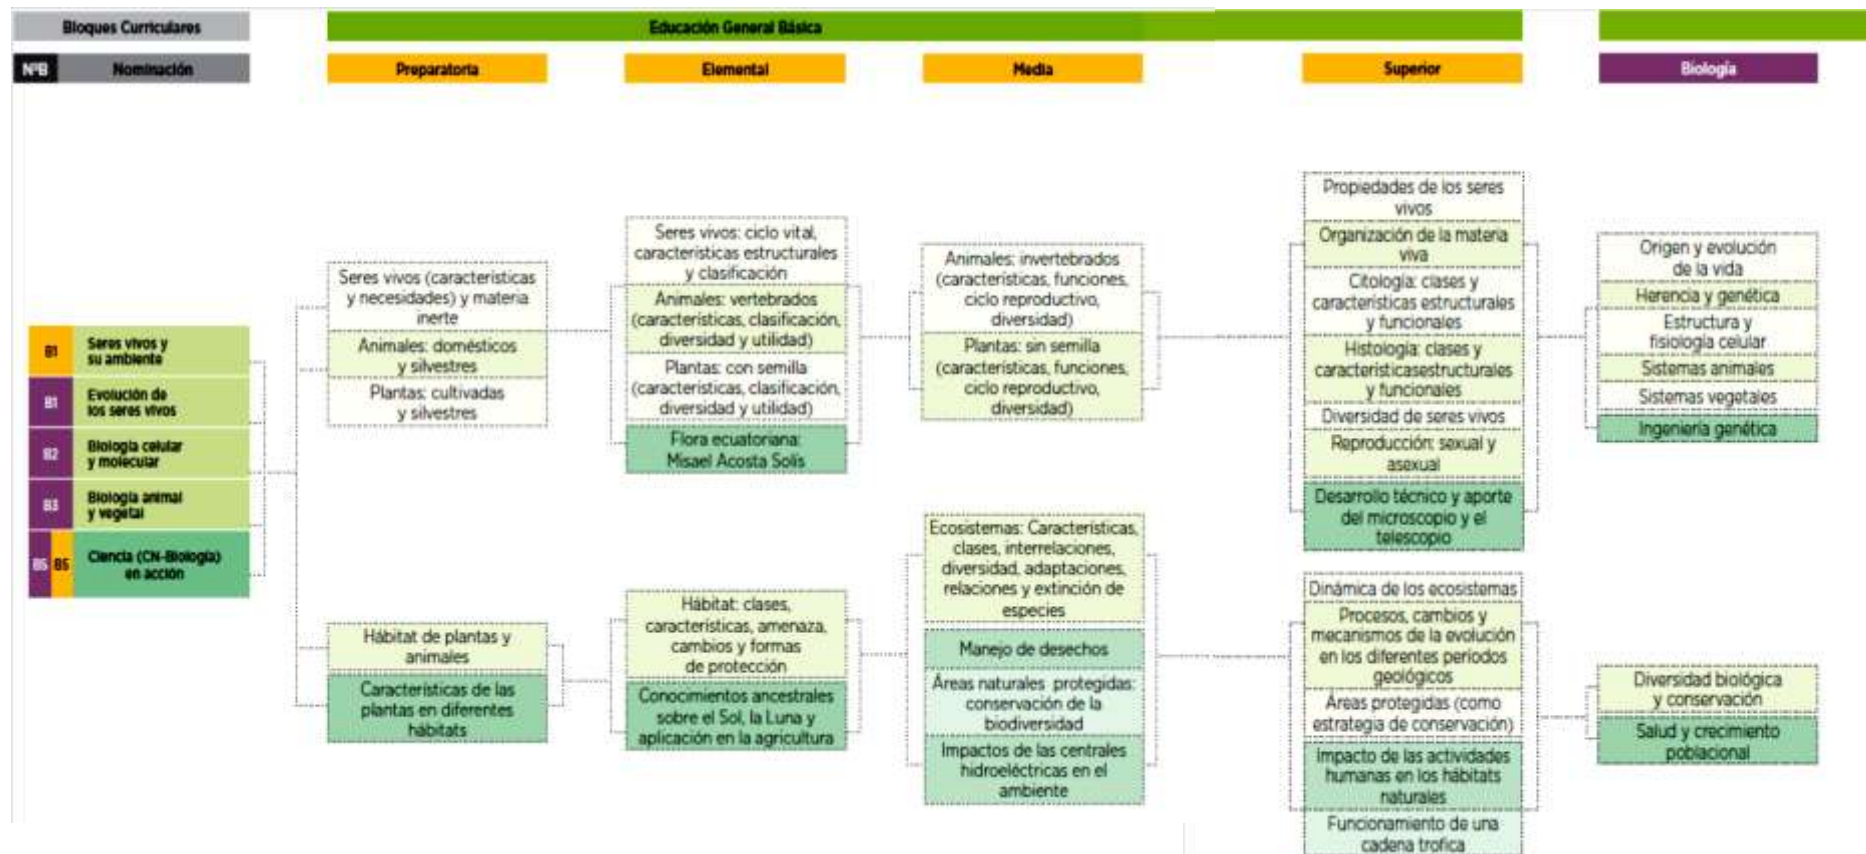 Bloques Curriculares
Educación General Básica
NºB
Nominación
Preparatoria
Elemental
Media
Superior
Biología
B1
Seres vivos y
su ambiente
B1
Evolución de
los seres vivos
B2
Biología celular
y molecular
B3
Biología animal
y vegetal
B5
B5
Ciencia (CN-Biología)
en acción
Seres vivos (características
y necesidades) y materia
inerte
Animales: domésticos
y silvestres
Plantas: cultivadas
y silvestres
Hábitat de plantas y
animales
Características de las
plantas en diferentes
hábitats
Seres vivos: ciclo vital,
características estructurales
y clasificación
Animales: vertebrados
(características, clasificación,
diversidad y utilidad)
Plantas: con semilla
(características, clasificación,
diversidad y utilidad)
Flora ecuatoriana:
Misael Acosta Solís
Hábitat: clases,
características, amenaza,
cambios y formas
de protección
Conocimientos ancestrales
sobre el Sol, la Luna y
aplicación en la agricultura
Animales: invertebrados
(características, funciones,
ciclo reproductivo,
diversidad)
Plantas: sin semilla
(características, funciones,
ciclo reproductivo,
diversidad)
Ecosistemas: Características,
clases, interrelaciones,
diversidad, adaptaciones,
relaciones y extinción de
especies
Manejo de desechos
Áreas naturales protegidas:
conservación de la
biodiversidad
Impactos de las centrales
hidroeléctricas en el
ambiente
Propiedades de los seres
vivos
Organización de la materia
viva
Citología: clases y
características estructurales
y funcionales
Histología: clases y
característicasestructurales
y funcionales
Diversidad de seres vivos
Reproducción: sexual y
asexual
Desarrollo técnico y aporte
del microscopio y el
telescopio
Dinámica de los ecosistemas
Procesos, cambios y
mecanismos de la evolución
en los diferentes períodos
geológicos
Áreas protegidas (como
estrategia de conservación)
Impacto de las actividades
humanas en los hábitats
naturales
Funcionamiento de una
cadena trofica
Origen y evolución
de la vida
Herencia y genética
Estructura y
fisiología celular
Sistemas animales
Sistemas vegetales
Ingeniería genética
Diversidad biológica
y conservación
Salud y crecimiento
poblacional